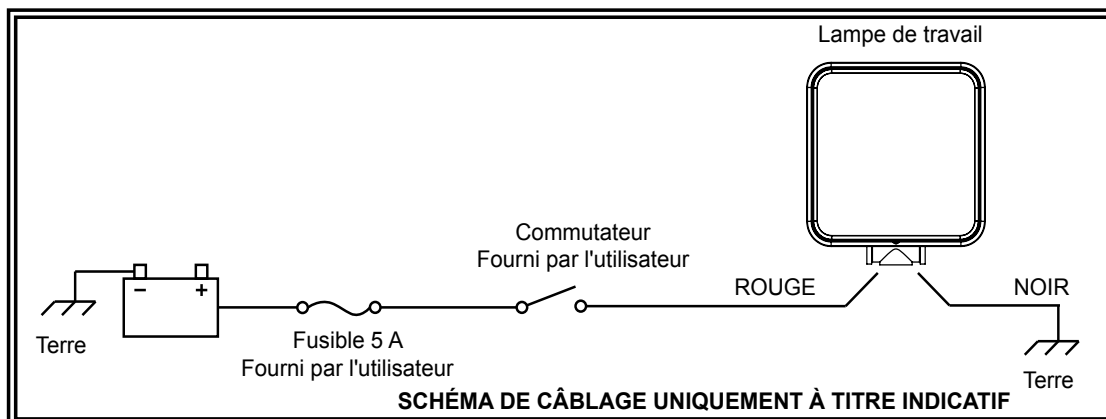 Lampe de travail
Commutateur
Fourni par l'utilisateur
ROUGE
NOIR
−
+
Terre
Fusible 5 A
Fourni par l'utilisateur
Terre
SCHÉMA DE CÂBLAGE UNIQUEMENT À TITRE INDICATIF